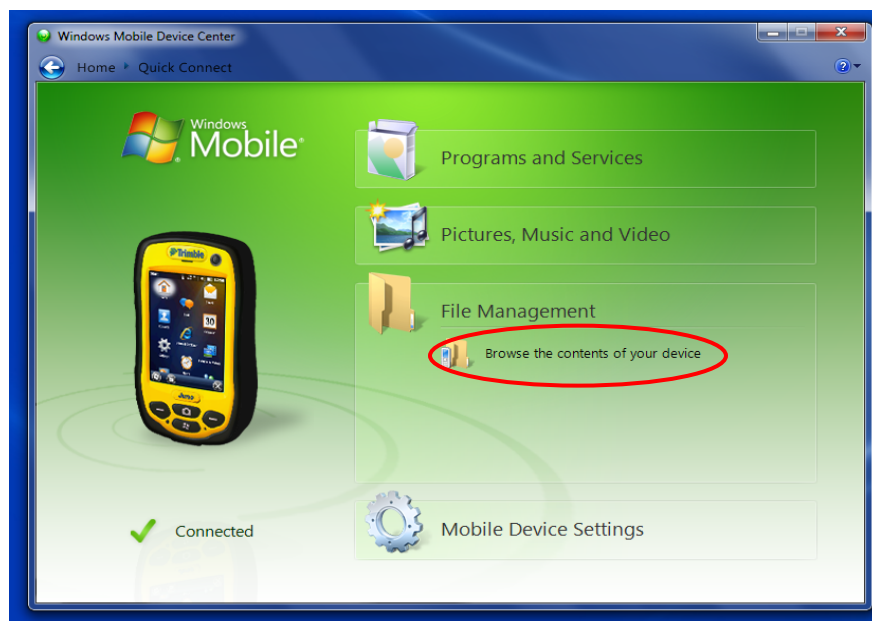 Windows Mobile Device Center
Home Quick Connect
Windows
Mobile®
Programs and Services
Pictures, Music and Video
File Management
Browse the contents of your device
Trimble
30
Juno
Connected
Mobile Device Settings